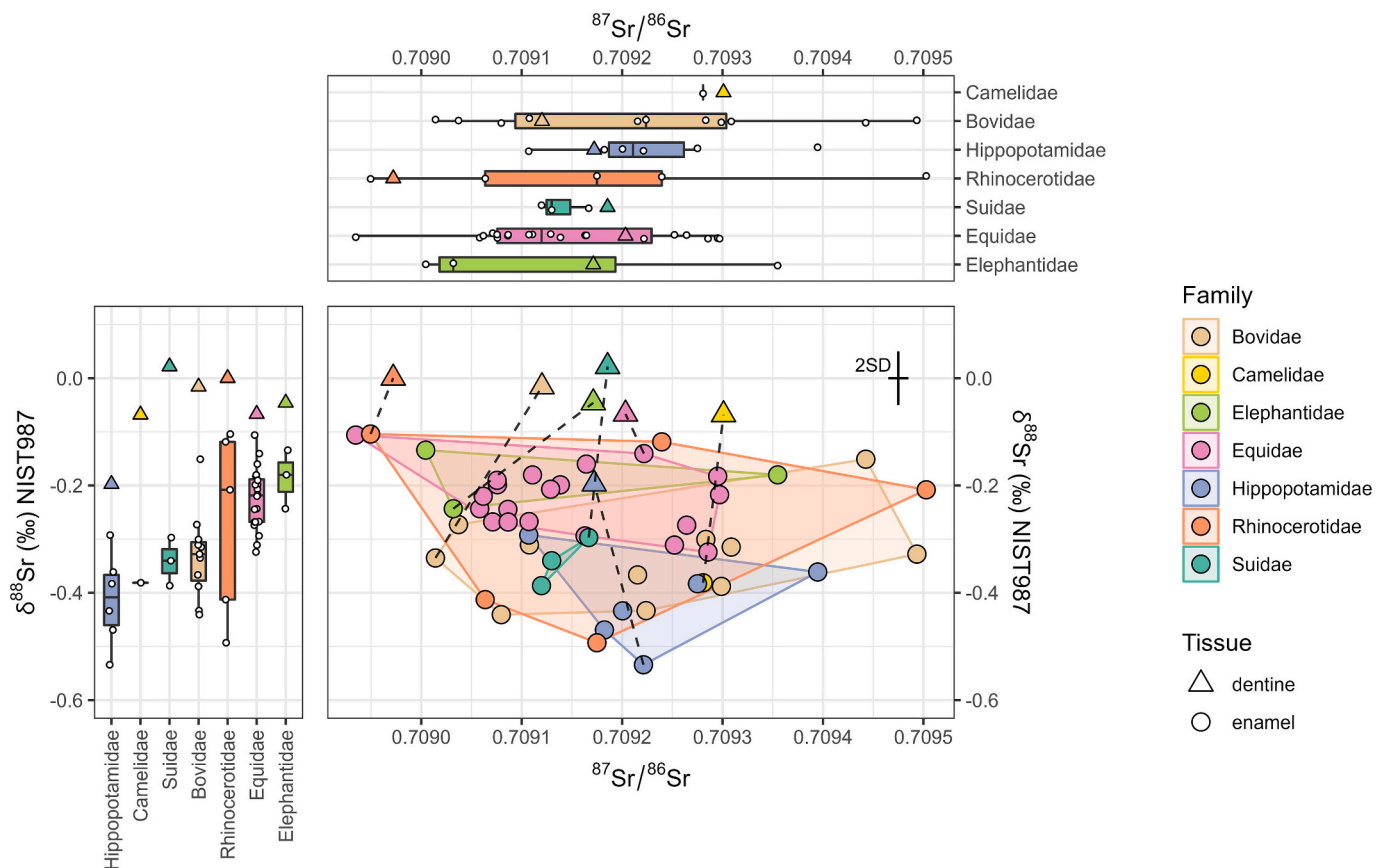 ⁸⁷Sr/⁸⁶Sr
0.7090 0.7091 0.7092 0.7093 0.7094 0.7095
Camelidae
Bovidae
Hippopotamidae
Rhinocerotidae
Suidae
Equidae
Elephantidae
δ⁸⁸Sr (‰) NIST987
0.0
-0.2
-0.4
-0.6
Hippopotamidae
Camelidae
Suidae
Bovidae
Rhinocerotidae
Equidae
Elephantidae
2SD
0.0
-0.2
-0.4
-0.6
δ⁸⁸Sr (‰) NIST987
0.7090 0.7091 0.7092 0.7093 0.7094 0.7095
⁸⁷Sr/⁸⁶Sr
Family
Bovidae
Camelidae
Elephantidae
Equidae
Hippopotamidae
Rhinocerotidae
Suidae
Tissue
dentine
enamel